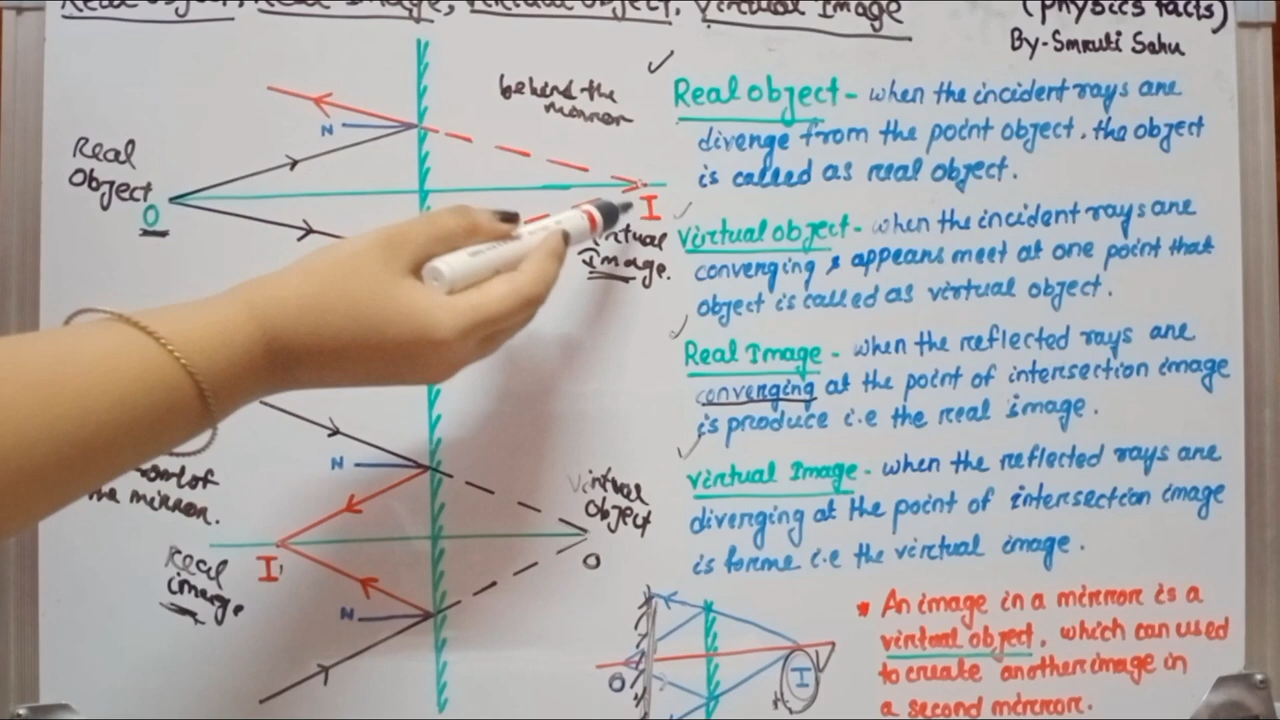 Real Object, Real Image, Virtual Object, Virtual Image
(Physics facts)
By-Smruti Sahu
behind the
mirror
N
Real
Object
O
I
Virtual
Image.
Real object - when the incident rays are
diverge from the point object. the object
is called as real object.
Virtual object - when the incident rays are
converging & appears meet at one point that
object is called as virtual object.
Real Image - when the reflected rays are
converging at the point of intersection image
is produce i.e the real image.
Virtual Image - when the reflected rays are
diverging at the point of intersection image
is forme i.e the virtual image.
N
front of
the mirror.
Virtual
Object
O
I
Real
image
N
O
I
* An image in a mirror is a
virtual object, which can used
to create another image in
a second mirror.